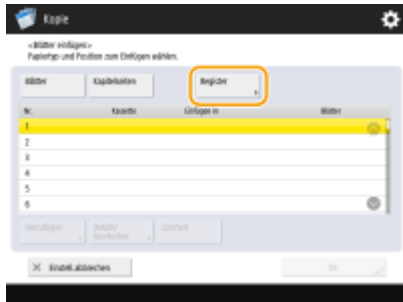 Kopie
<Blätter einfügen>
Papiertyp und Position zum Einfügen wählen.
Blätter Kapitelseiten Register
Nr. Kassette Einfügen in Blätter
1
2
3
4
5
6
Hinzufügen Details/ Löschen
Bearbeiten
Einstell. abbrechen OK